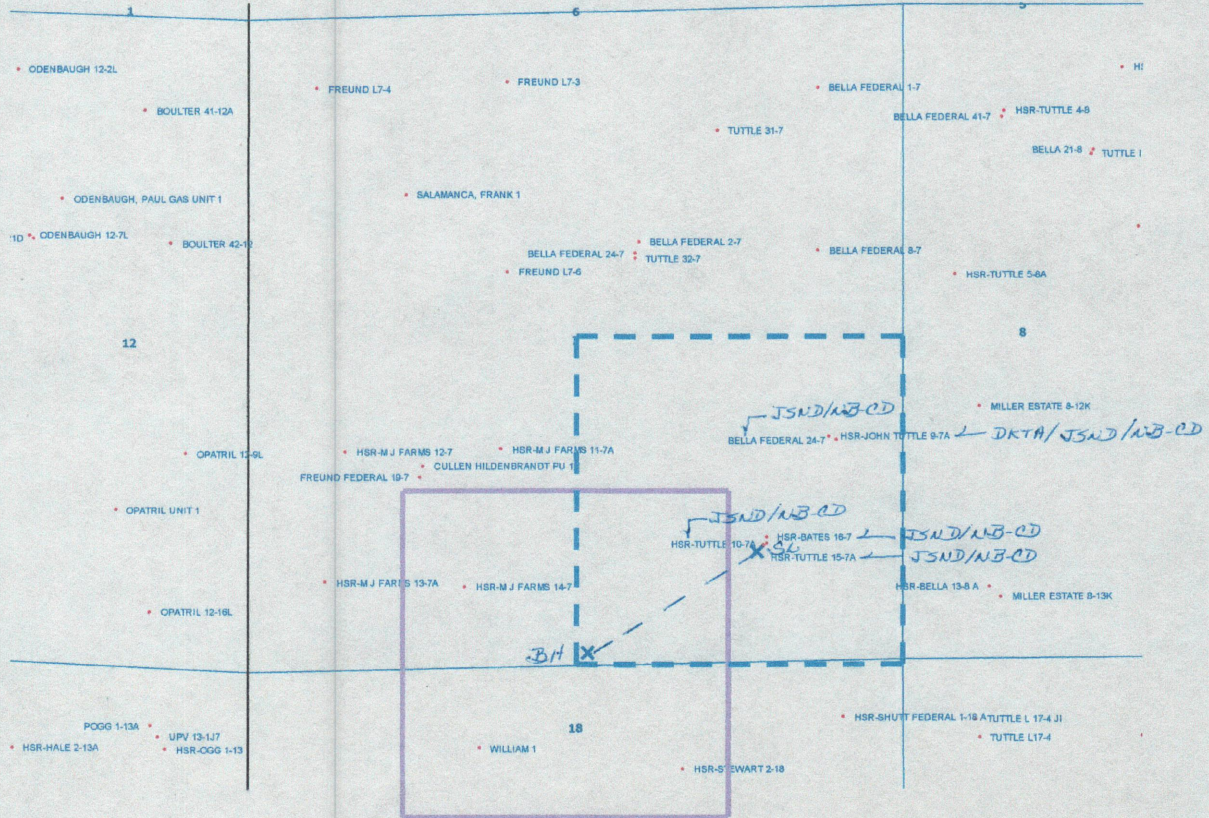 1
6
5
ODENBAUGH 12-2L
BOULTER 41-12A
FREUND L7-4
FREUND L7-3
BELLA FEDERAL 1-7
BELLA FEDERAL 41-7
HSR-TUTTLE 4-8
TUTTLE 31-7
BELLA 21-8
ODENBAUGH, PAUL GAS UNIT 1
SALAMANCA, FRANK 1
ODENBAUGH 12-7L
BOULTER 42-12
BELLA FEDERAL 2-7
BELLA FEDERAL 24-7
TUTTLE 32-7
FREUND L7-6
BELLA FEDERAL 8-7
HSR-TUTTLE 5-8A
12
8
JSND/NB-CD
MILLER ESTATE 8-12K
BELLA FEDERAL 24-7
HSR-JOHN TUTTLE 9-7A
DKTA/JSND/NB-CD
OPATRIL 12-9L
HSR-M J FARMS 12-7
HSR-M J FARMS 11-7A
CULLEN HILDENBRANDT PU 1
FREUND FEDERAL 19-7
OPATRIL UNIT 1
JSND/NB-CD
HSR-TUTTLE 10-7A
HSR-BATES 16-7
JSND/NB-CD
SL
HSR-TUTTLE 15-7A
JSND/NB-CD
HSR-M J FARMS 13-7A
HSR-M J FARMS 14-7
HSR-BELLA 13-8 A
MILLER ESTATE 8-13K
OPATRIL 12-16L
BH
POGG 1-13A
UPV 13-1J7
HSR-HALE 2-13A
HSR-OGG 1-13
WILLIAM 1
18
HSR-SHUTT FEDERAL 1-18 A
TUTTLE L 17-4 JI
TUTTLE L17-4
HSR-STEWART 2-18